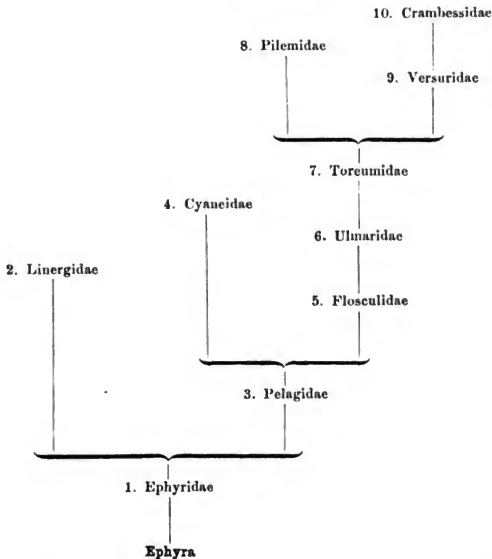 10. Crambessidae
8. Pilemidae
9. Versuridae
7. Toreumidae
4. Cyaneidae
6. Ulmaridae
2. Linergidae
5. Flosculidae
3. Pelagidae
1. Ephyridae
Ephyra